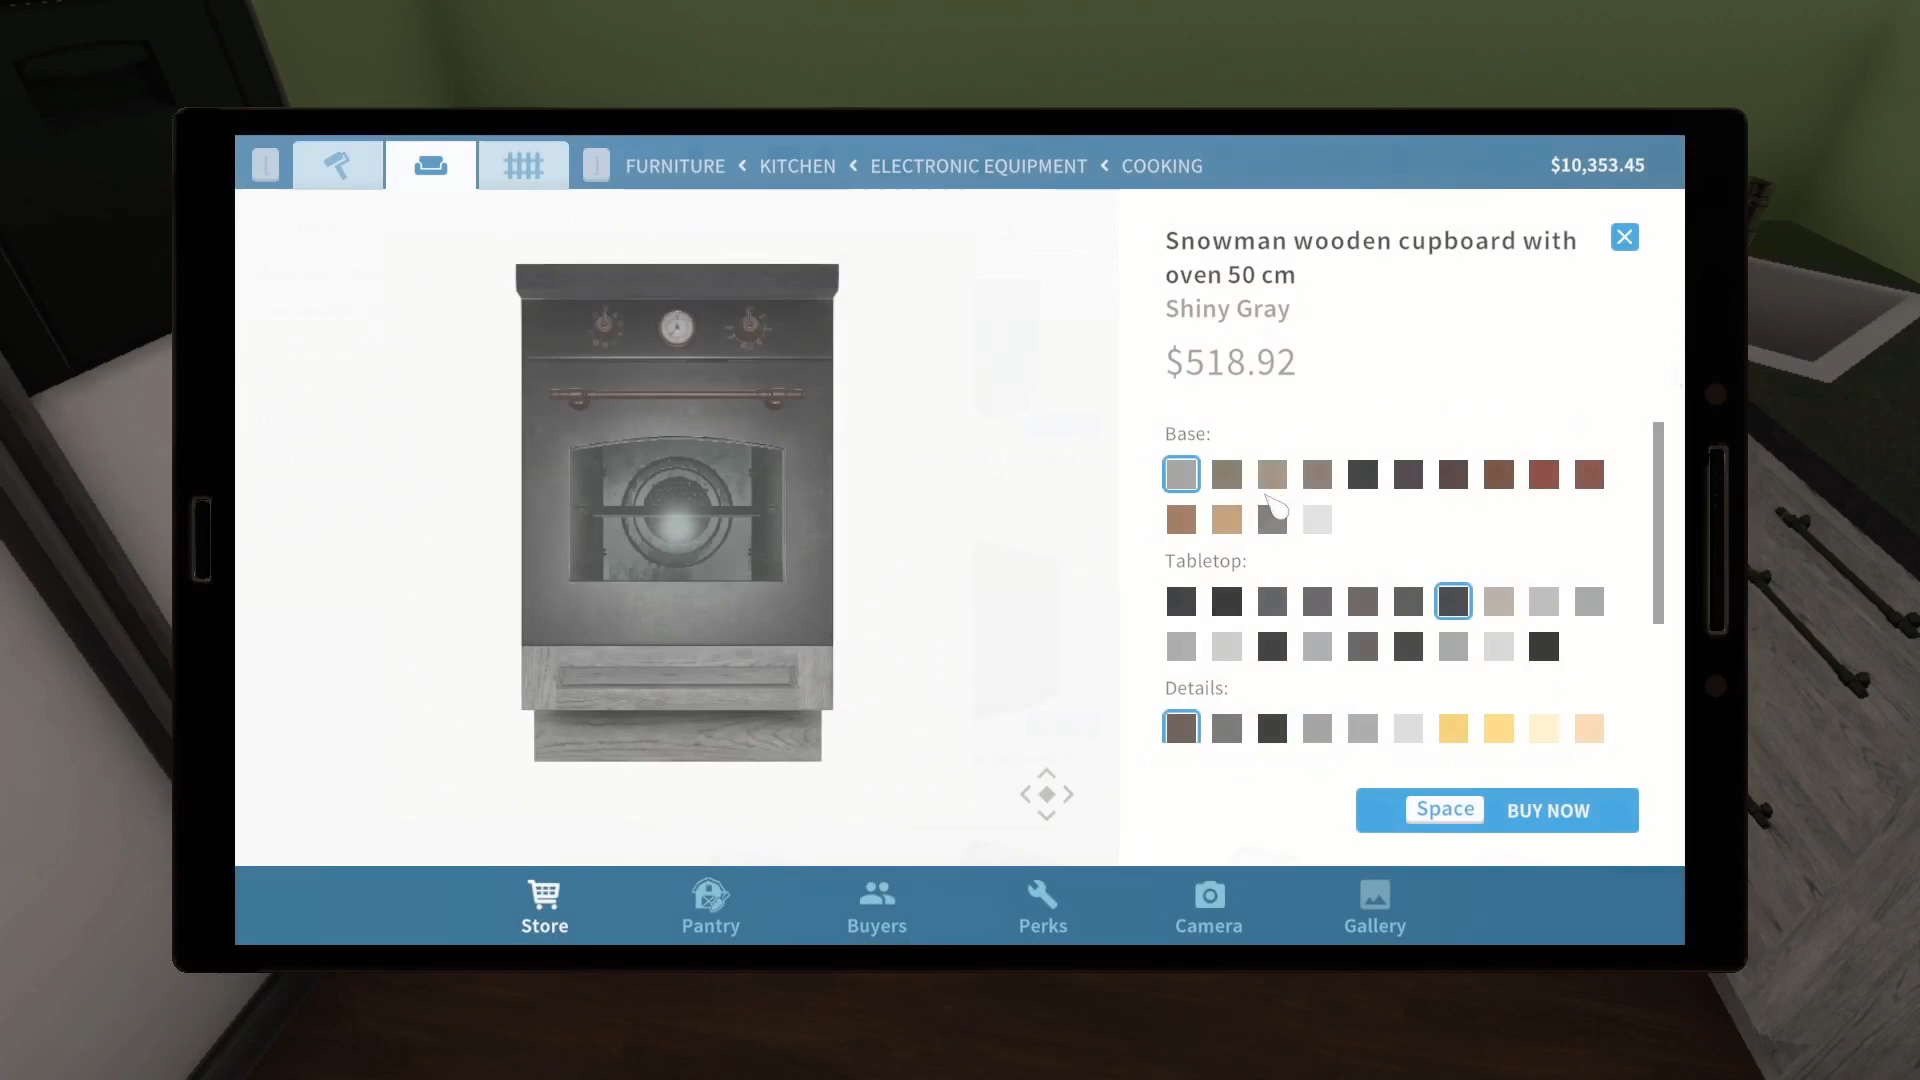 FURNITURE < KITCHEN < ELECTRONIC EQUIPMENT < COOKING
$10,353.45
Snowman wooden cupboard with
oven 50 cm
Shiny Gray
$518.92
Base:
Tabletop:
Details:
Space BUY NOW
Store Pantry Buyers Perks Camera Gallery